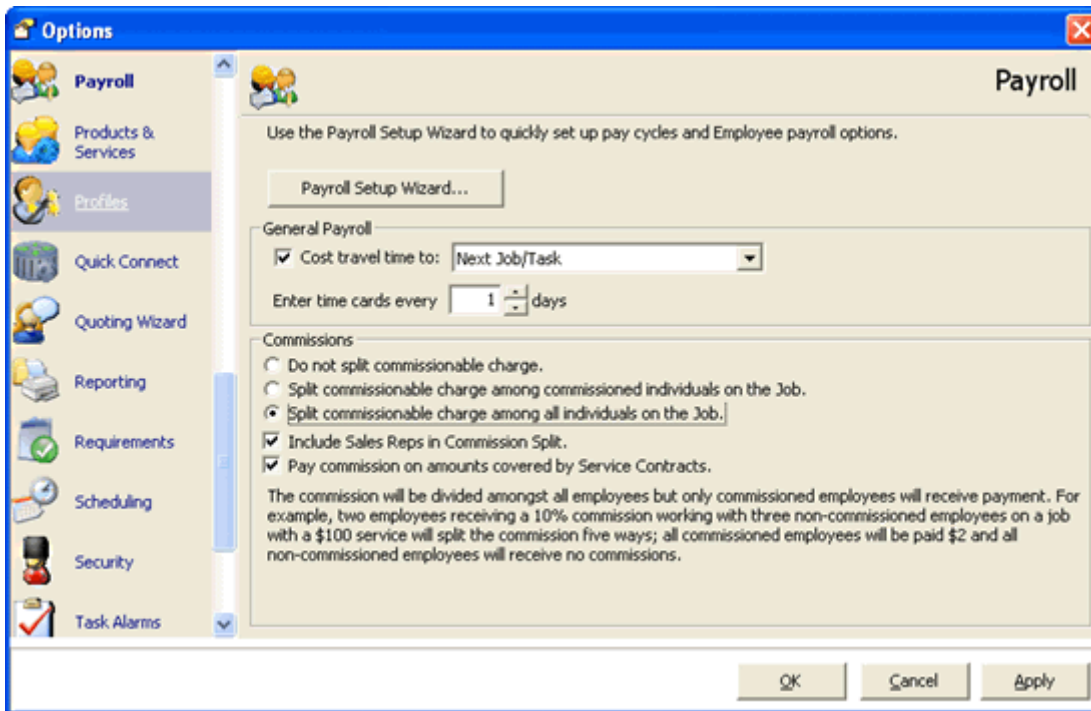 Options
Payroll
Products &
Services
Profiles
Quick Connect
Quoting Wizard
Reporting
Requirements
Scheduling
Security
Task Alarms
Payroll
Use the Payroll Setup Wizard to quickly set up pay cycles and Employee payroll options.
Payroll Setup Wizard...
General Payroll
Cost travel time to: Next Job/Task
Enter time cards every 1 days
Commissions
Do not split commissionable charge.
Split commissionable charge among commissioned individuals on the Job.
Split commissionable charge among all individuals on the Job.
Include Sales Reps in Commission Split.
Pay commission on amounts covered by Service Contracts.
The commission will be divided amongst all employees but only commissioned employees will receive payment. For
example, two employees receiving a 10% commission working with three non-commissioned employees on a job
with a $100 service will split the commission five ways; all commissioned employees will be paid $2 and all
non-commissioned employees will receive no commissions.
OK Cancel Apply